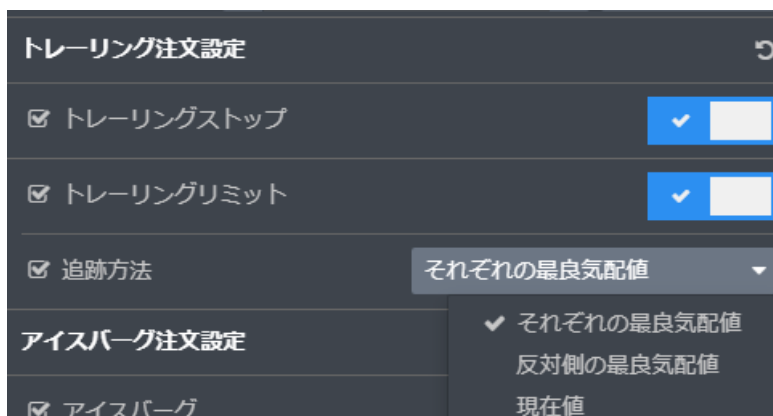 トレーリング注文設定
トレーリングストップ
トレーリングリミット
追跡方法 それぞれの最良気配値
それぞれの最良気配値
アイスバーグ注文設定
反対側の最良気配値
アイスバーグ
現在値